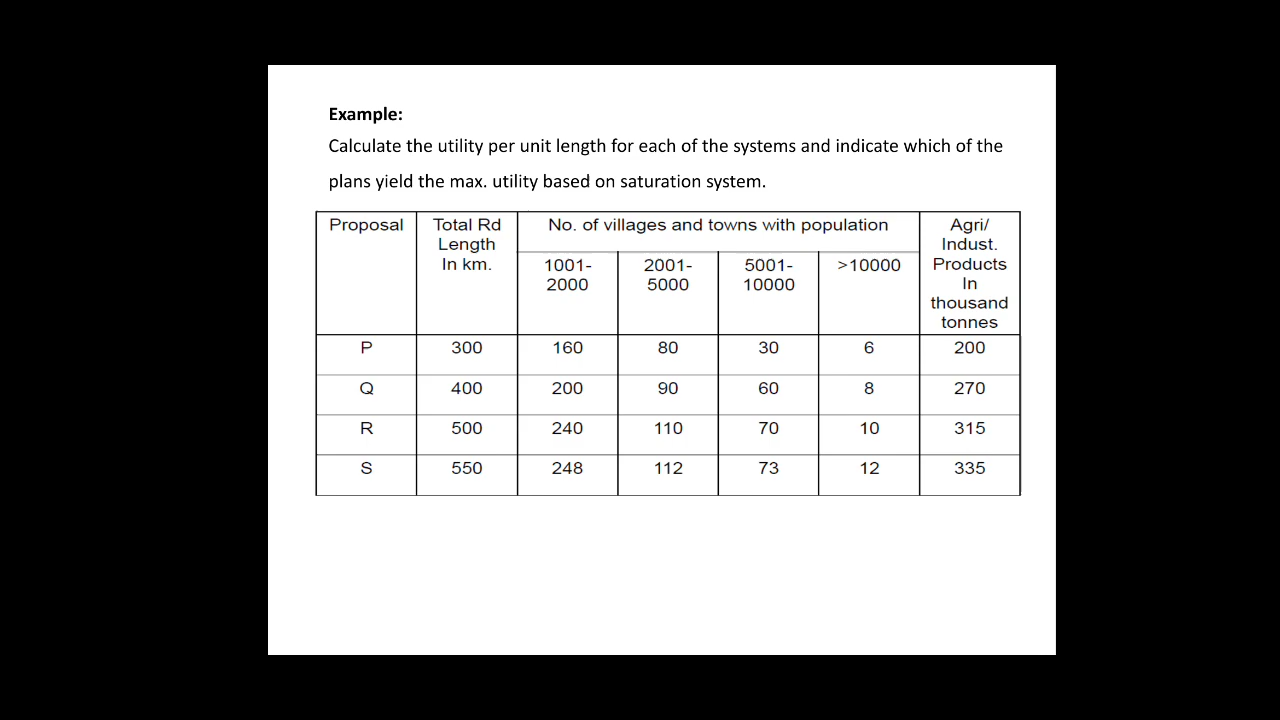 Example:
Calculate the utility per unit length for each of the systems and indicate which of the
plans yield the max. utility based on saturation system.
Proposal Total Rd Length In km. No. of villages and towns with population Agri/ Indust. Products In thousand tonnes
1001-2000 2001-5000 5001-10000 >10000
P 300 160 80 30 6 200
Q 400 200 90 60 8 270
R 500 240 110 70 10 315
S 550 248 112 73 12 335